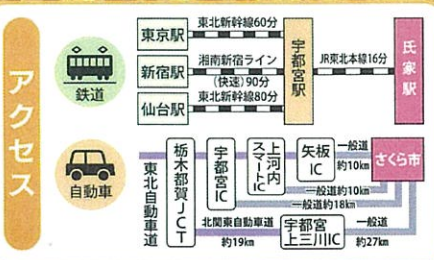 アクセス
鉄道
東京駅
東北新幹線60分
新宿駅
湘南新宿ライン
(快速)90分
仙台駅
東北新幹線80分
宇都宮駅
JR東北本線16分
氏家駅
自動車
東北自動車道
栃木都賀JCT
宇都宮IC
上河内スマートIC
矢板IC
一般道
約10km
さくら市
一般道約10km
一般道約18km
北関東自動車道
約19km
宇都宮
上三川IC
一般道
約27km